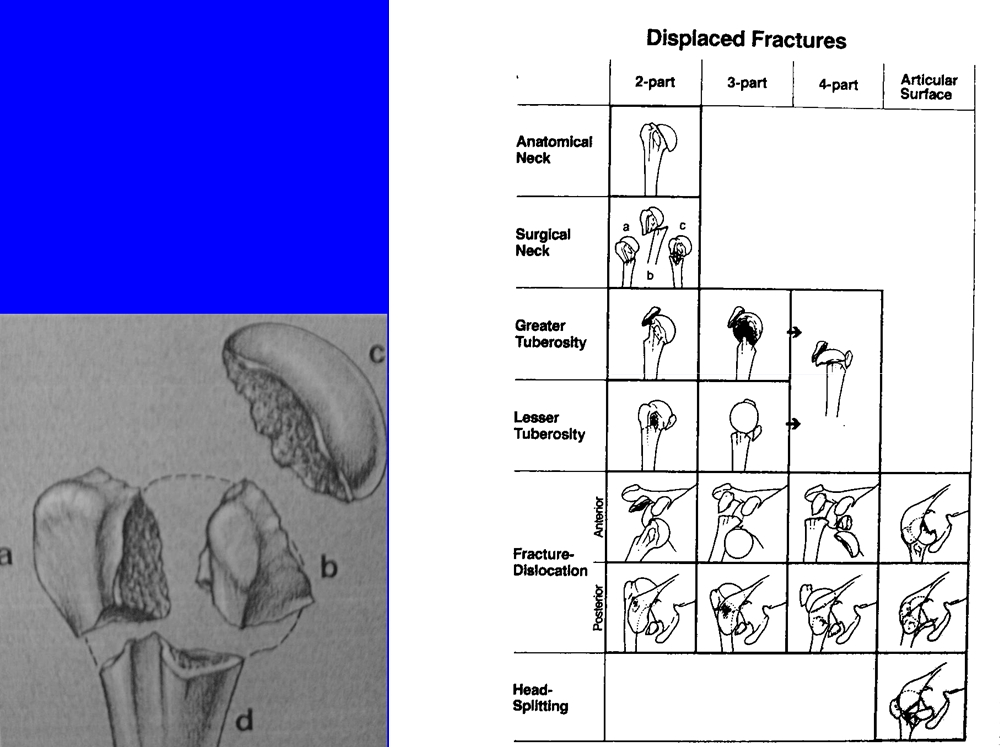 Displaced Fractures
2-part
3-part
4-part
Articular
Surface
Anatomical
Neck
Surgical
Neck
a
b
c
Greater
Tuberosity
Lesser
Tuberosity
Fracture-
Dislocation
Anterior
Posterior
Head-
Splitting
a
b
c
d